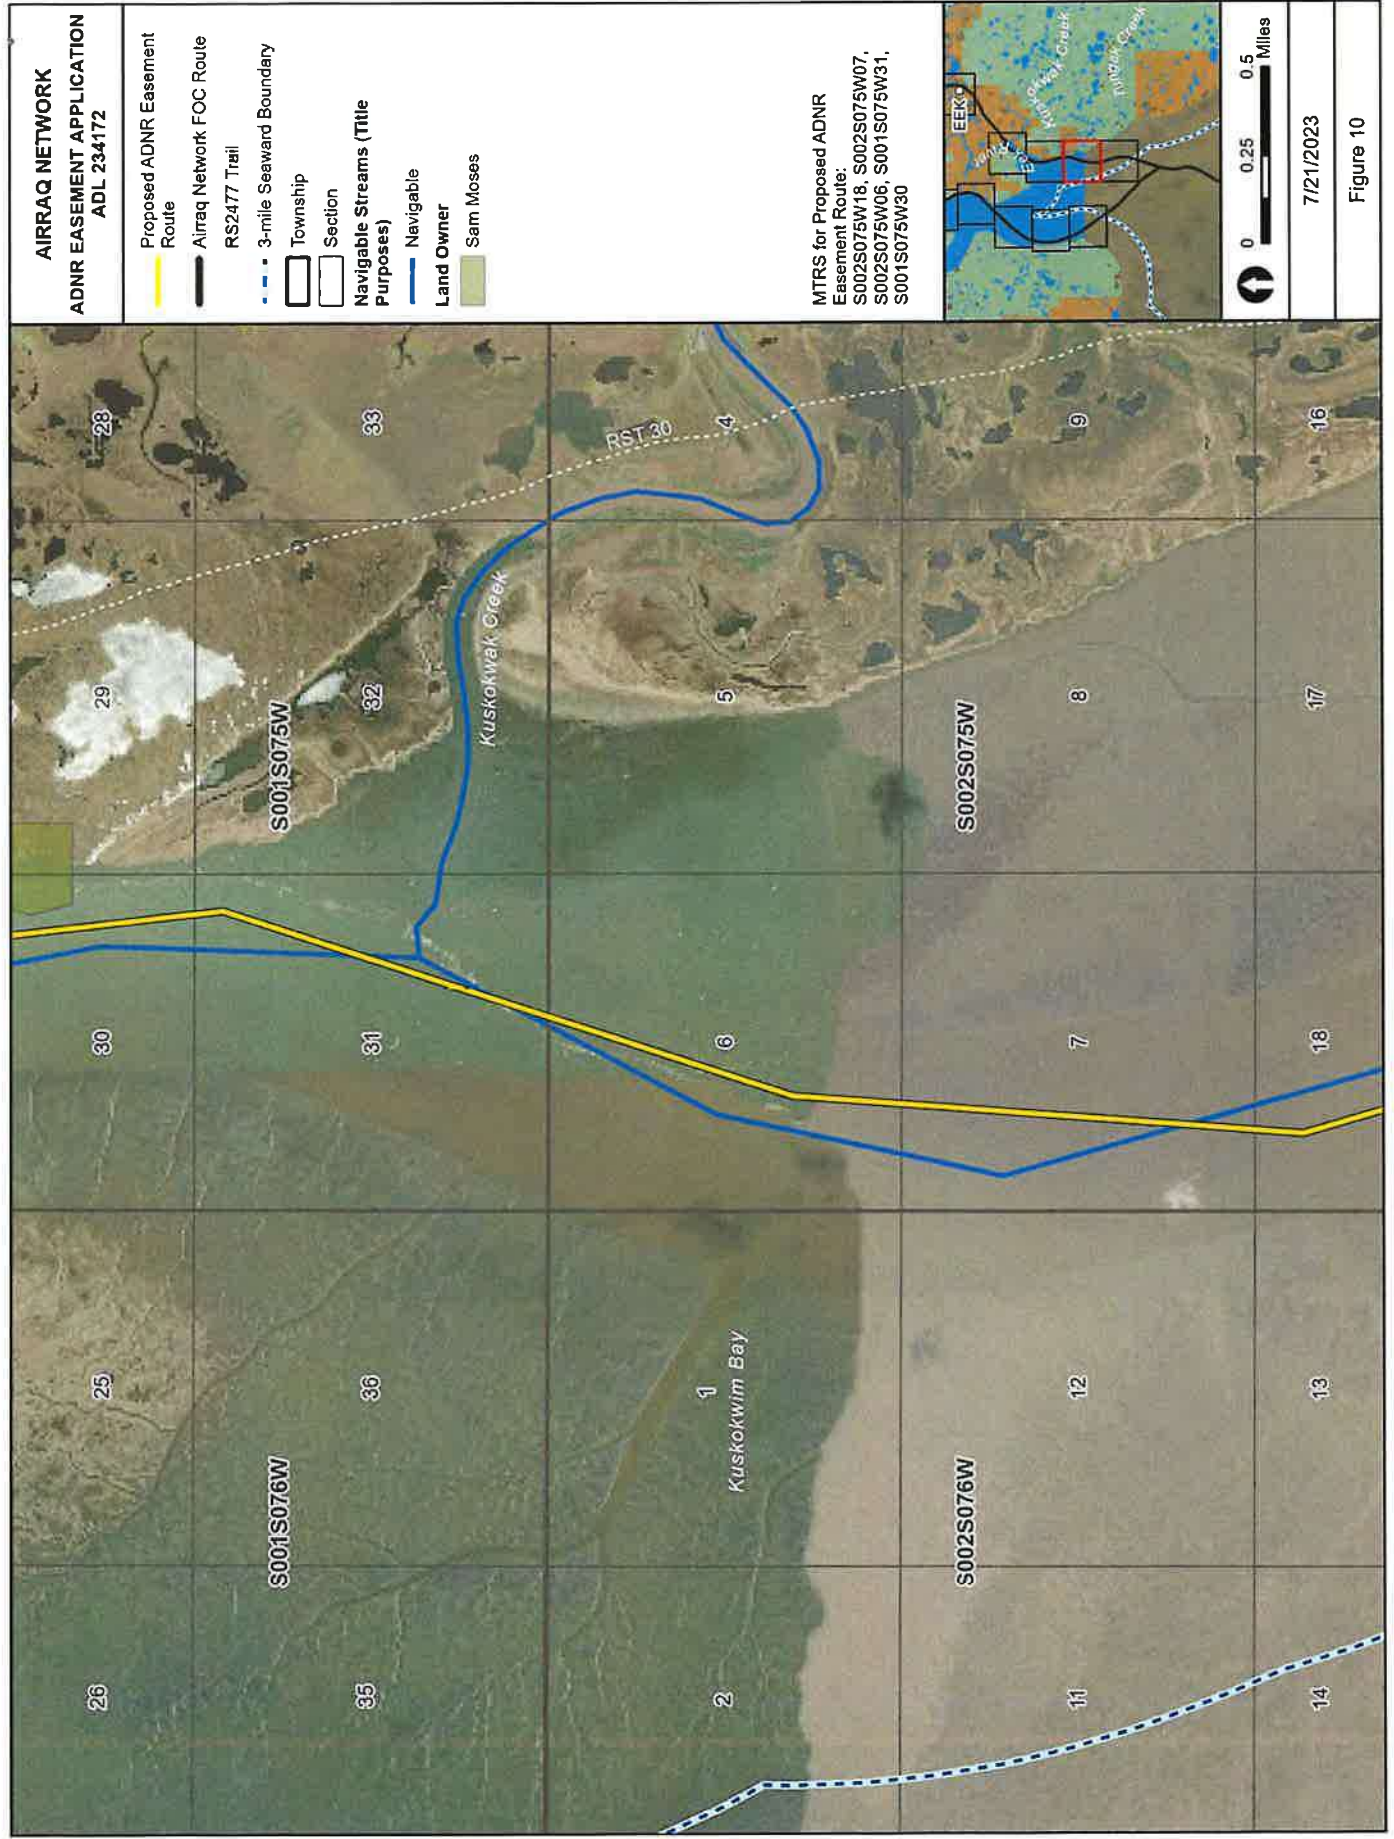 AIRRAQ NETWORK
ADNR EASEMENT APPLICATION
ADL 234172
Proposed ADNR Easement
Route
Airraq Network FOC Route
RS2477 Trail
3-mile Seaward Boundary
Township
Section
Navigable Streams (Title
Purposes)
Navigable
Land Owner
Sam Moses
MTRS for Proposed ADNR
Easement Route:
S002S075W18, S002S075W07,
S002S075W06, S001S075W31,
S001S075W30
EEK
Eek River
Kuskokwak Creek
Tunguk Creek
0 0.25 0.5
Miles
7/21/2023
Figure 10
26
25
30
29
28
S001S076W
S001S075W
35
36
31
32
33
Kuskokwak Creek
RST 30
2
1
6
5
4
Kuskokwim Bay
S002S076W
S002S075W
11
12
7
8
9
14
13
18
17
16